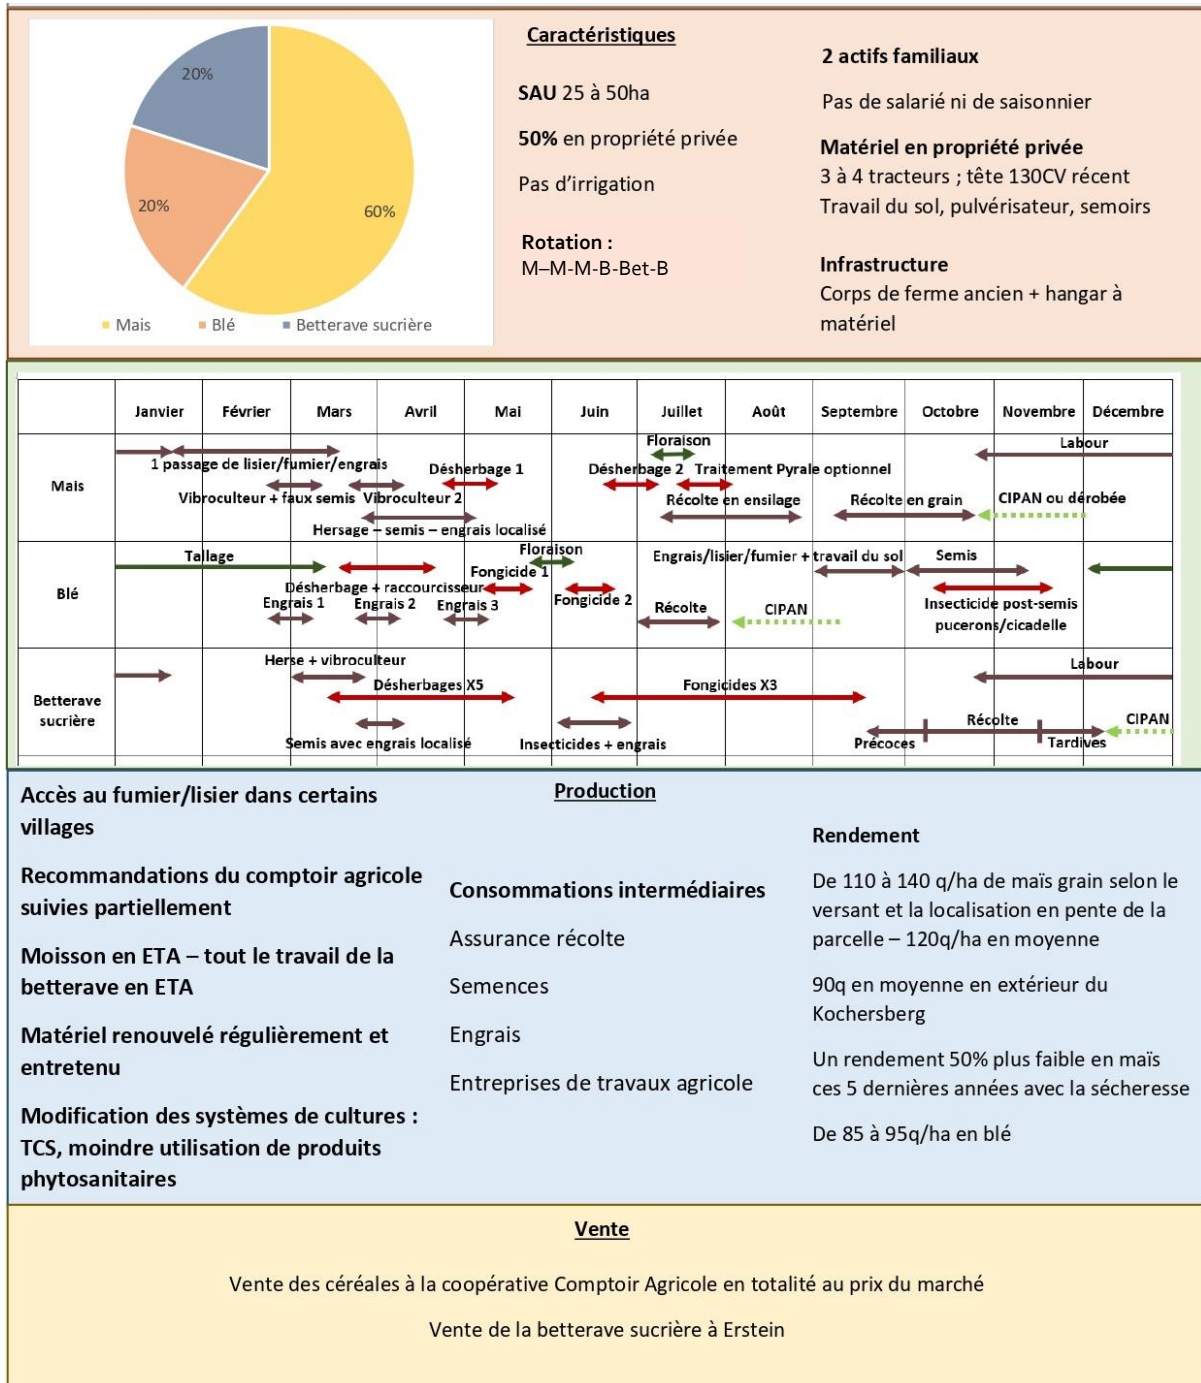 20%
20%
60%
Mais
Blé
Betterave sucrière
Caractéristiques
SAU 25 à 50ha
50% en propriété privée
Pas d'irrigation
Rotation :
M–M-M-B-Bet-B
2 actifs familiaux
Pas de salarié ni de saisonnier
Matériel en propriété privée
3 à 4 tracteurs ; tête 130CV récent
Travail du sol, pulvérisateur, semoirs
Infrastructure
Corps de ferme ancien + hangar à
matériel
Janvier Février Mars Avril Mai Juin Juillet Août Septembre Octobre Novembre Décembre
Mais
Floraison
Labour
1 passage de lisier/fumier/engrais
Désherbage 1
Désherbage 2
Traitement Pyrale optionnel
Vibroculteur + faux semis
Vibroculteur 2
Récolte en ensilage
Récolte en grain
CIPAN ou dérobée
Hersage – semis – engrais localisé
Blé
Tallage
Floraison
Engrais/lisier/fumier + travail du sol
Semis
Désherbage + raccourcisseur
Fongicide 1
Fongicide 2
Engrais 1
Engrais 2
Engrais 3
Récolte
CIPAN
Insecticide post-semis
pucerons/cicadelle
Betterave
sucrière
Herse + vibroculteur
Labour
Désherbages X5
Fongicides X3
Semis avec engrais localisé
Insecticides + engrais
Précoces
Récolte
Tardives
CIPAN
Production
Accès au fumier/lisier dans certains
villages
Recommandations du comptoir agricole
suivies partiellement
Moisson en ETA – tout le travail de la
betterave en ETA
Matériel renouvelé régulièrement et
entretenu
Modification des systèmes de cultures :
TCS, moindre utilisation de produits
phytosanitaires
Consommations intermédiaires
Assurance récolte
Semences
Engrais
Entreprises de travaux agricole
Rendement
De 110 à 140 q/ha de maïs grain selon le
versant et la localisation en pente de la
parcelle – 120q/ha en moyenne
90q en moyenne en extérieur du
Kochersberg
Un rendement 50% plus faible en maïs
ces 5 dernières années avec la sécheresse
De 85 à 95q/ha en blé
Vente
Vente des céréales à la coopérative Comptoir Agricole en totalité au prix du marché
Vente de la betterave sucrière à Erstein